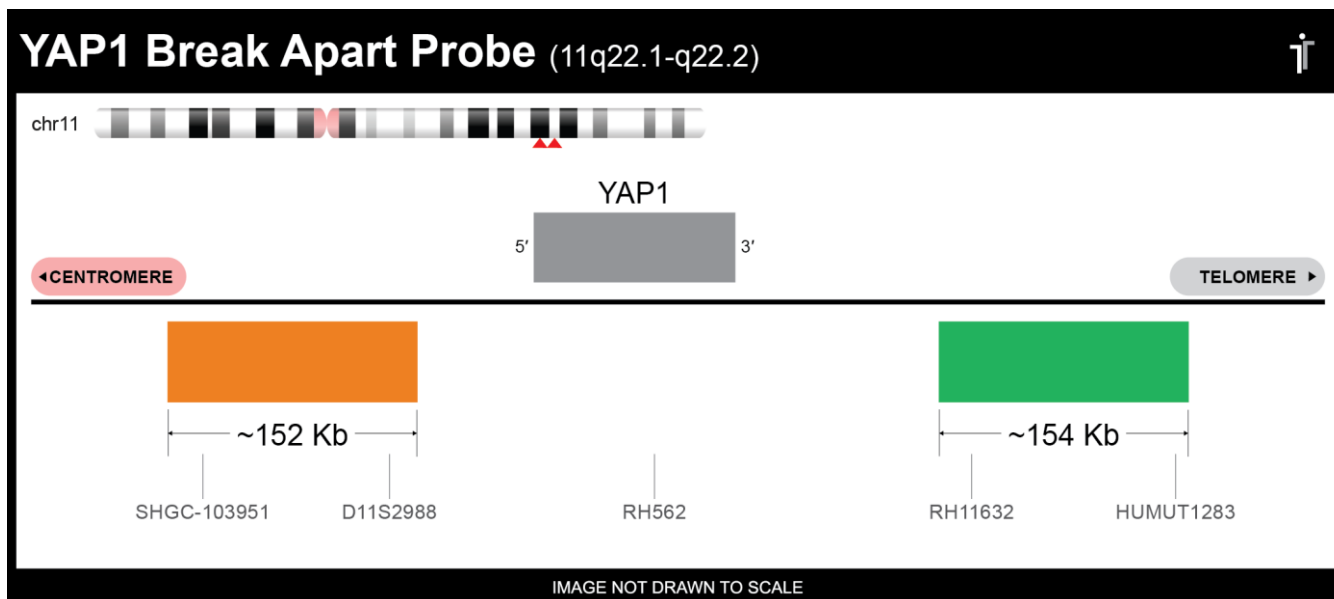 YAP1 Break Apart Probe (11q22.1-q22.2)
chr11
YAP1
5′ 3′
◂CENTROMERE TELOMERE ▸
~152 Kb ~154 Kb
SHGC-103951 D11S2988 RH562 RH11632 HUMUT1283
IMAGE NOT DRAWN TO SCALE